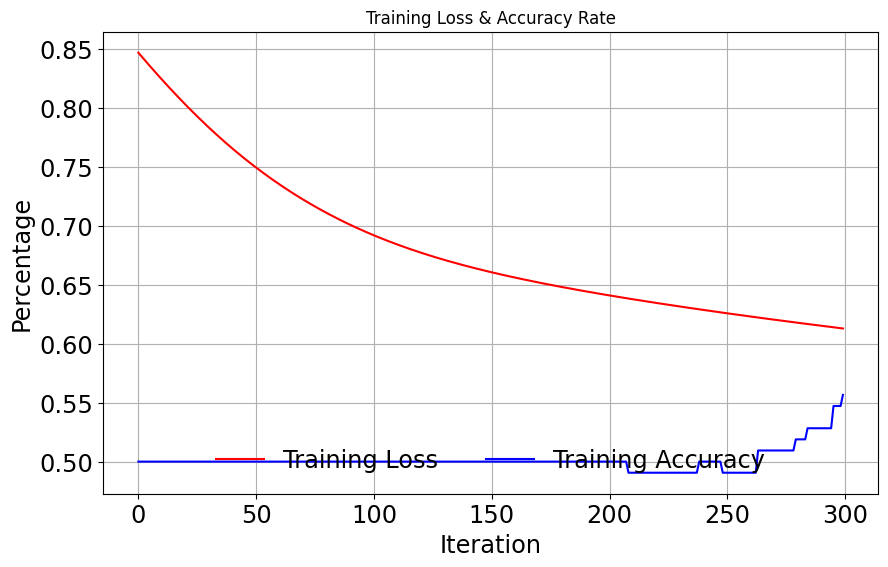 Training Loss & Accuracy Rate
0.85
0.80
0.75
0.70
0.65
0.60
0.55
0.50
Percentage
Training Loss Training Accuracy
0 50 100 150 200 250 300
Iteration